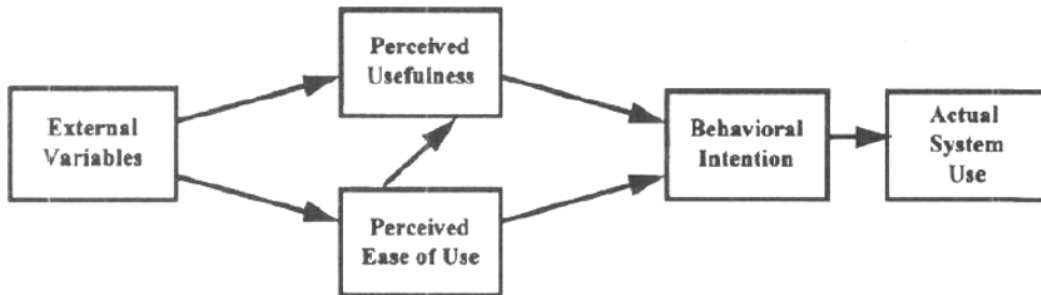 External
Variables
Perceived
Usefulness
Perceived
Ease of Use
Behavioral
Intention
Actual
System
Use